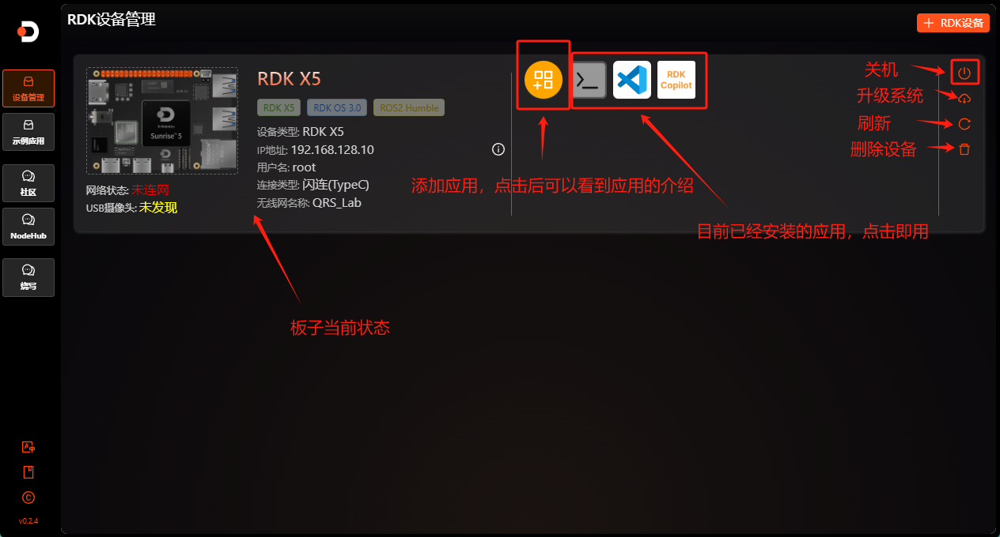 RDK设备管理
RDK设备
设备管理
示例应用
社区
NodeHub
烧写
v0.2.4
D-Robotics
Sunrise™ 5
网络状态: 未连网
USB摄像头: 未发现
RDK X5
RDK X5
RDK OS 3.0
ROS2 Humble
设备类型: RDK X5
IP地址: 192.168.128.10
用户名: root
连接类型: 闪连(TypeC)
无线网名称: QRS_Lab
RDK
Copilot
关机
升级系统
刷新
删除设备
添加应用，点击后可以看到应用的介绍
目前已经安装的应用，点击即用
板子当前状态